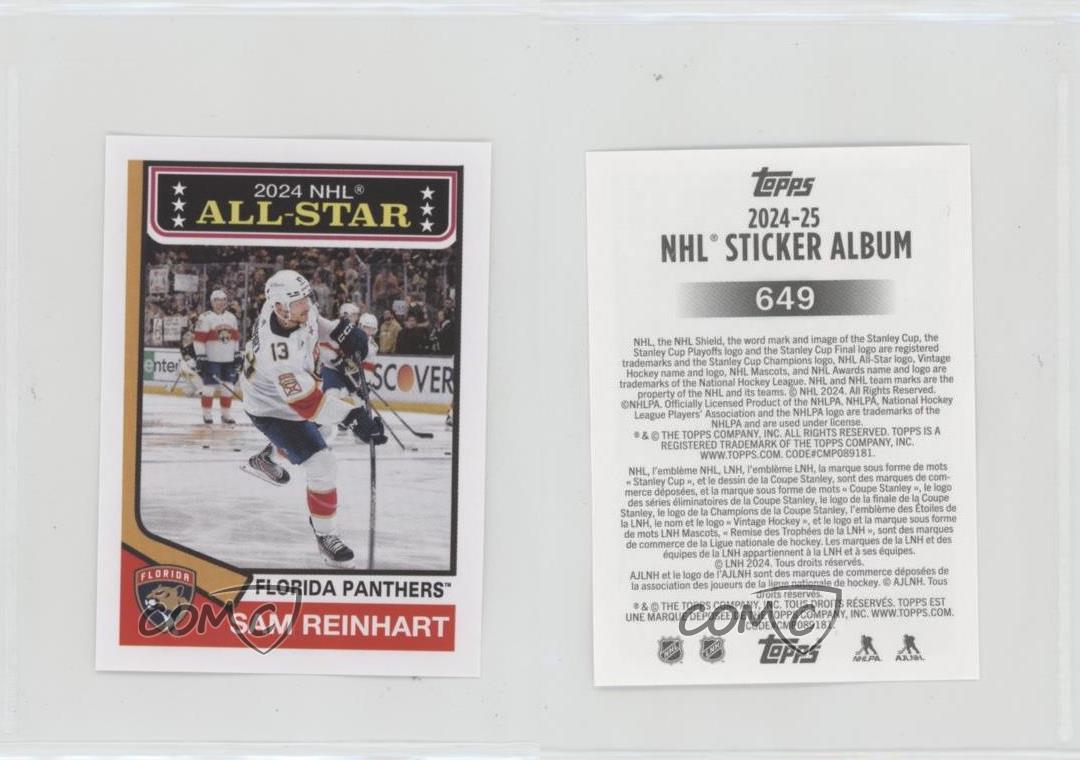 2024 NHL®
ALL-STAR
13
enter
SCOVER
FLORIDA
FLORIDA PANTHERS™
SAM REINHART
COMC
topps
2024-25
NHL® STICKER ALBUM
649
NHL, the NHL Shield, the word mark and image of the Stanley Cup, the
Stanley Cup Playoffs logo and the Stanley Cup Final logo are registered
trademarks and the Stanley Cup Champions logo, NHL All-Star logo, Vintage
Hockey name and logo, NHL Mascots, and NHL Awards name and logo are
trademarks of the National Hockey League. NHL and NHL team marks are the
property of the NHL and its teams. © NHL 2024. All Rights Reserved.
©NHLPA. Officially Licensed Product of the NHLPA. NHLPA, National Hockey
League Players' Association and the NHLPA logo are trademarks of the
NHLPA and are used under license.
® & © THE TOPPS COMPANY, INC. ALL RIGHTS RESERVED. TOPPS IS A
REGISTERED TRADEMARK OF THE TOPPS COMPANY, INC.
WWW.TOPPS.COM. CODE#CMP089181.
NHL, l'emblème NHL, LNH, l'emblème LNH, la marque sous forme de mots
« Stanley Cup », et le dessin de la Coupe Stanley, sont des marques de com-
merce déposées, et la marque sous forme de mots « Coupe Stanley », le logo
des séries éliminatoires de la Coupe Stanley, le logo de la finale de la Coupe
Stanley, le logo de la Champions de la Coupe Stanley, l'emblème des Étoiles de
la LNH, le nom et le logo « Vintage Hockey », et le logo et la marque sous forme
de mots LNH Mascots, « Remise des Trophées de la LNH », sont des marques
de commerce de la Ligue nationale de hockey. Les marques de la LNH et des
équipes de la LNH appartiennent à la LNH et à ses équipes.
© LNH 2024. Tous droits réservés.
AJLNH et le logo de l'AJLNH sont des marques de commerce déposées de
la association des joueurs de la ligue nationale de hockey. © AJLNH. Tous
droits réservés.
® & © THE TOPPS COMPANY, INC. TOUS DROITS RÉSERVÉS. TOPPS EST
UNE MARQUE DÉPOSÉE DE TOPPS COMPANY, INC. WWW.TOPPS.COM.
CODE#CMP089181.
COMC
topps
NHL
LNH
NHLPA.
AJLNH.